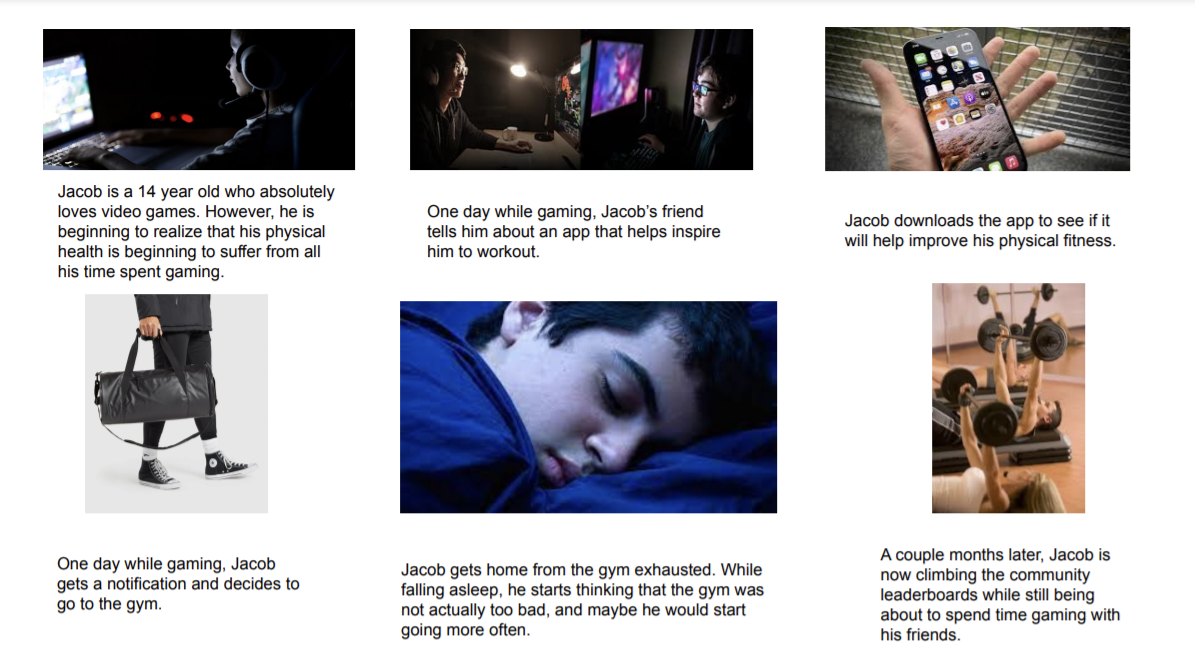 Jacob is a 14 year old who absolutely
loves video games. However, he is
beginning to realize that his physical
health is beginning to suffer from all
his time spent gaming.
One day while gaming, Jacob’s friend
tells him about an app that helps inspire
him to workout.
Jacob downloads the app to see if it
will help improve his physical fitness.
One day while gaming, Jacob
gets a notification and decides to
go to the gym.
Jacob gets home from the gym exhausted. While
falling asleep, he starts thinking that the gym was
not actually too bad, and maybe he would start
going more often.
A couple months later, Jacob is
now climbing the community
leaderboards while still being
about to spend time gaming with
his friends.